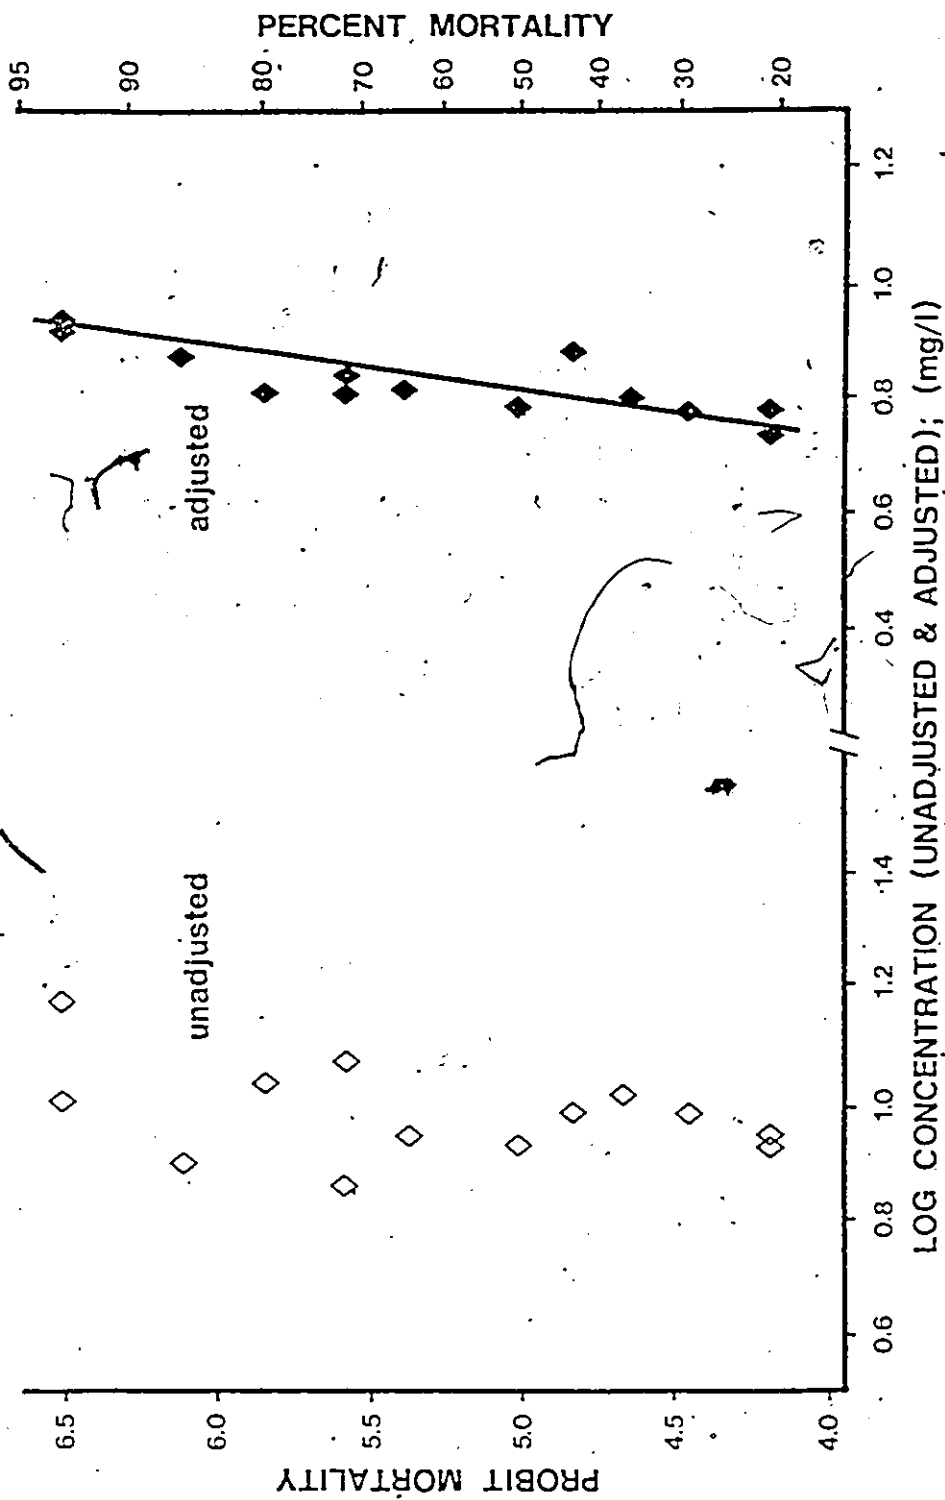 PERCENT MORTALITY
95 90 80 70 60 50 40 30 20
adjusted
unadjusted
6.5
6.0
5.5
5.0
4.5
4.0
PROBIT MORTALITY
0.6 0.8 1.0 1.2 1.4 0.4 0.6 0.8 1.0 1.2
LOG CONCENTRATION (UNADJUSTED & ADJUSTED); (mg/l)